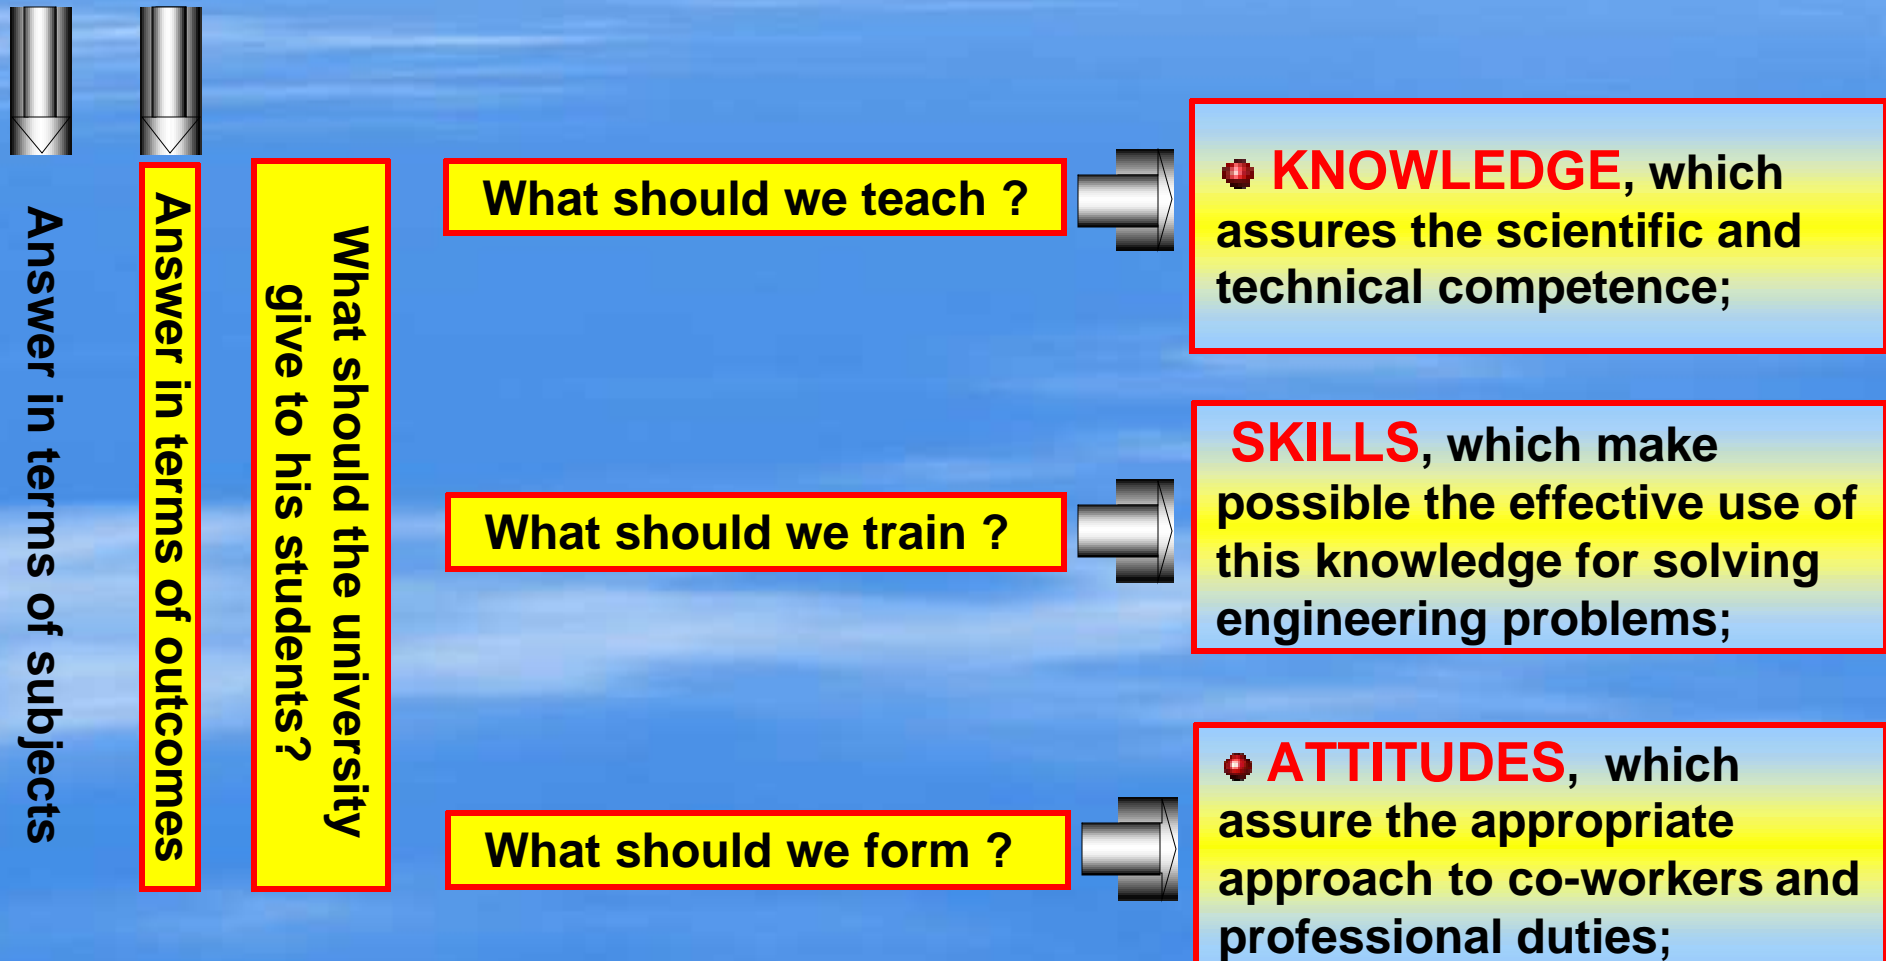 Answer in terms of subjects
Answer in terms of outcomes
What should the university
give to his students?
What should we teach ?
KNOWLEDGE, which
assures the scientific and
technical competence;
What should we train ?
SKILLS, which make
possible the effective use of
this knowledge for solving
engineering problems;
What should we form ?
ATTITUDES, which
assure the appropriate
approach to co-workers and
professional duties;